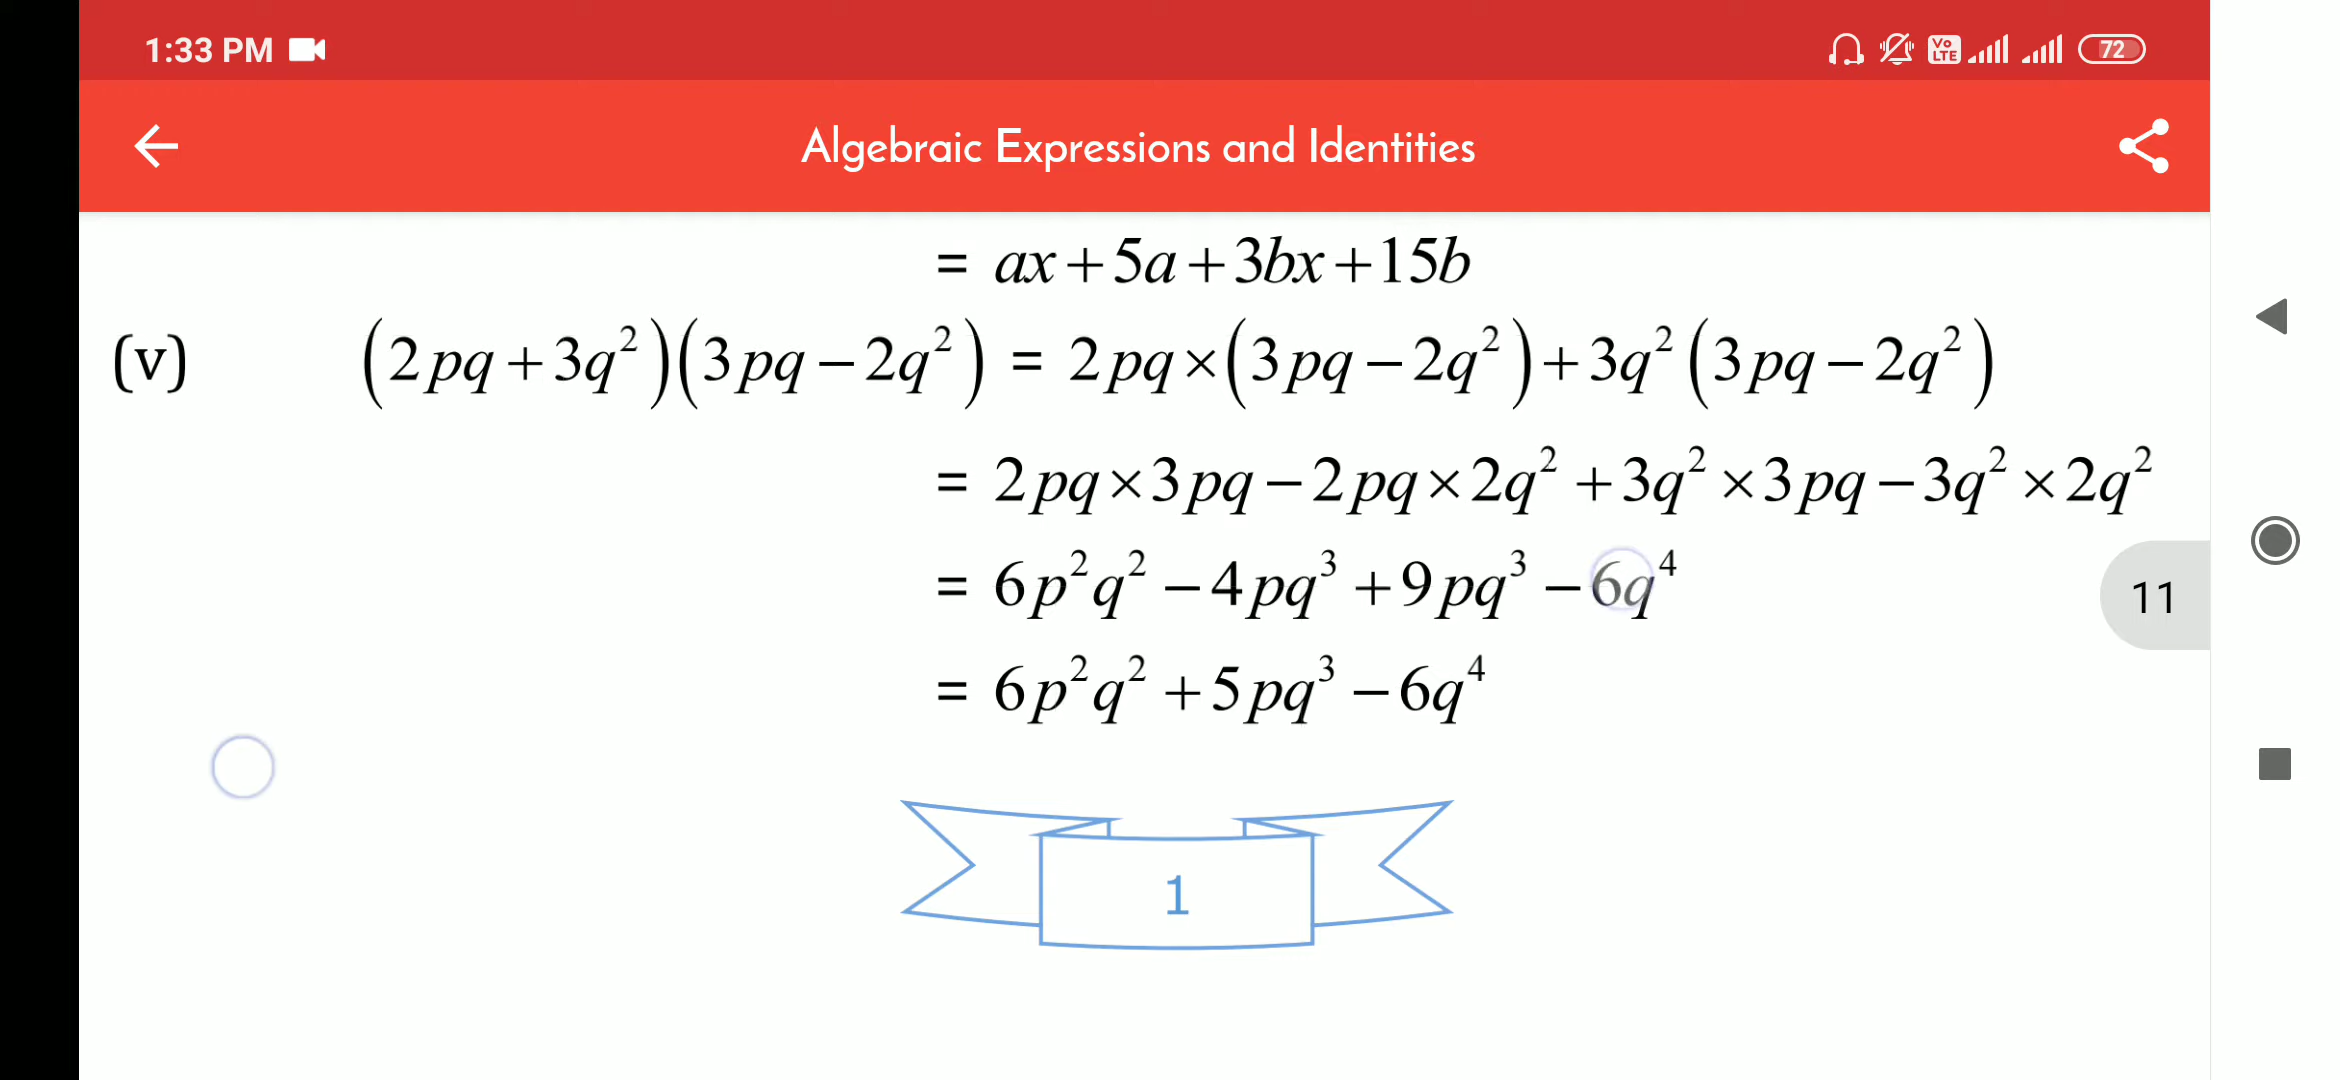 1:33 PM
Vo LTE 72
Algebraic Expressions and Identities
= ax+5a+3bx+15b
(v) (2pq+3q²)(3pq−2q²) = 2pq×(3pq−2q²)+3q²(3pq−2q²)
= 2pq×3pq−2pq×2q²+3q²×3pq−3q²×2q²
= 6p²q²−4pq³+9pq³−6q⁴
11
= 6p²q²+5pq³−6q⁴
1